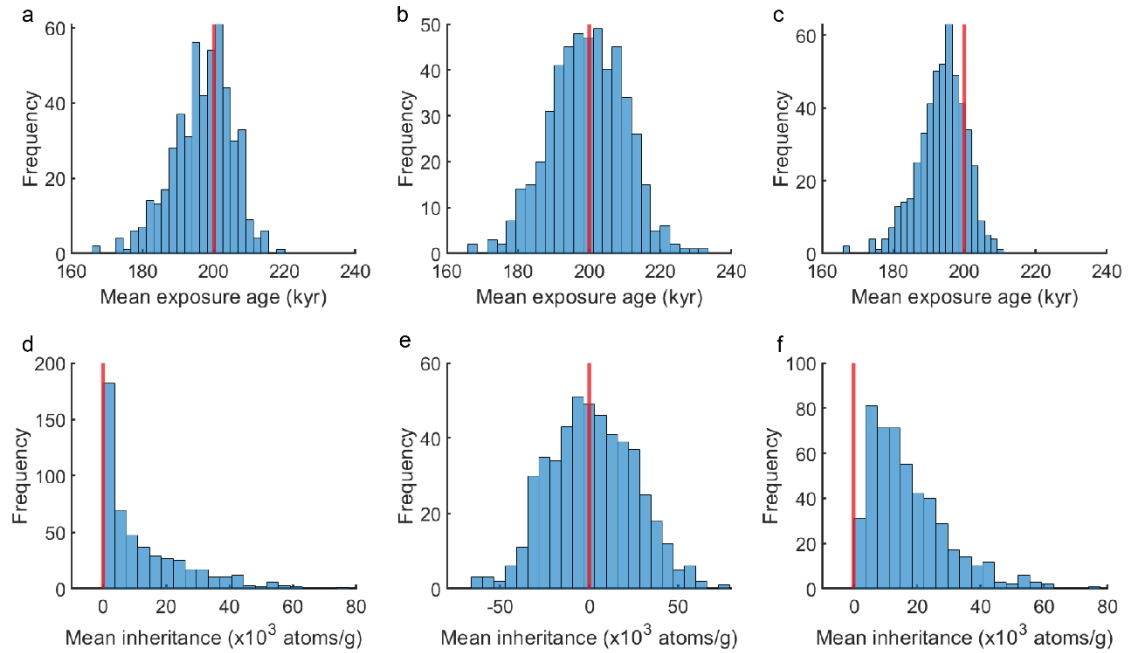 a
60
40
20
0
Frequency
160 180 200 220 240
Mean exposure age (kyr)
b
50
40
30
20
10
0
Frequency
160 180 200 220 240
Mean exposure age (kyr)
c
60
40
20
0
Frequency
160 180 200 220 240
Mean exposure age (kyr)
d
200
150
100
50
0
Frequency
0 20 40 60 80
Mean inheritance (x10³ atoms/g)
e
60
40
20
0
Frequency
-50 0 50
Mean inheritance (x10³ atoms/g)
f
100
80
60
40
20
0
Frequency
0 20 40 60 80
Mean inheritance (x10³ atoms/g)